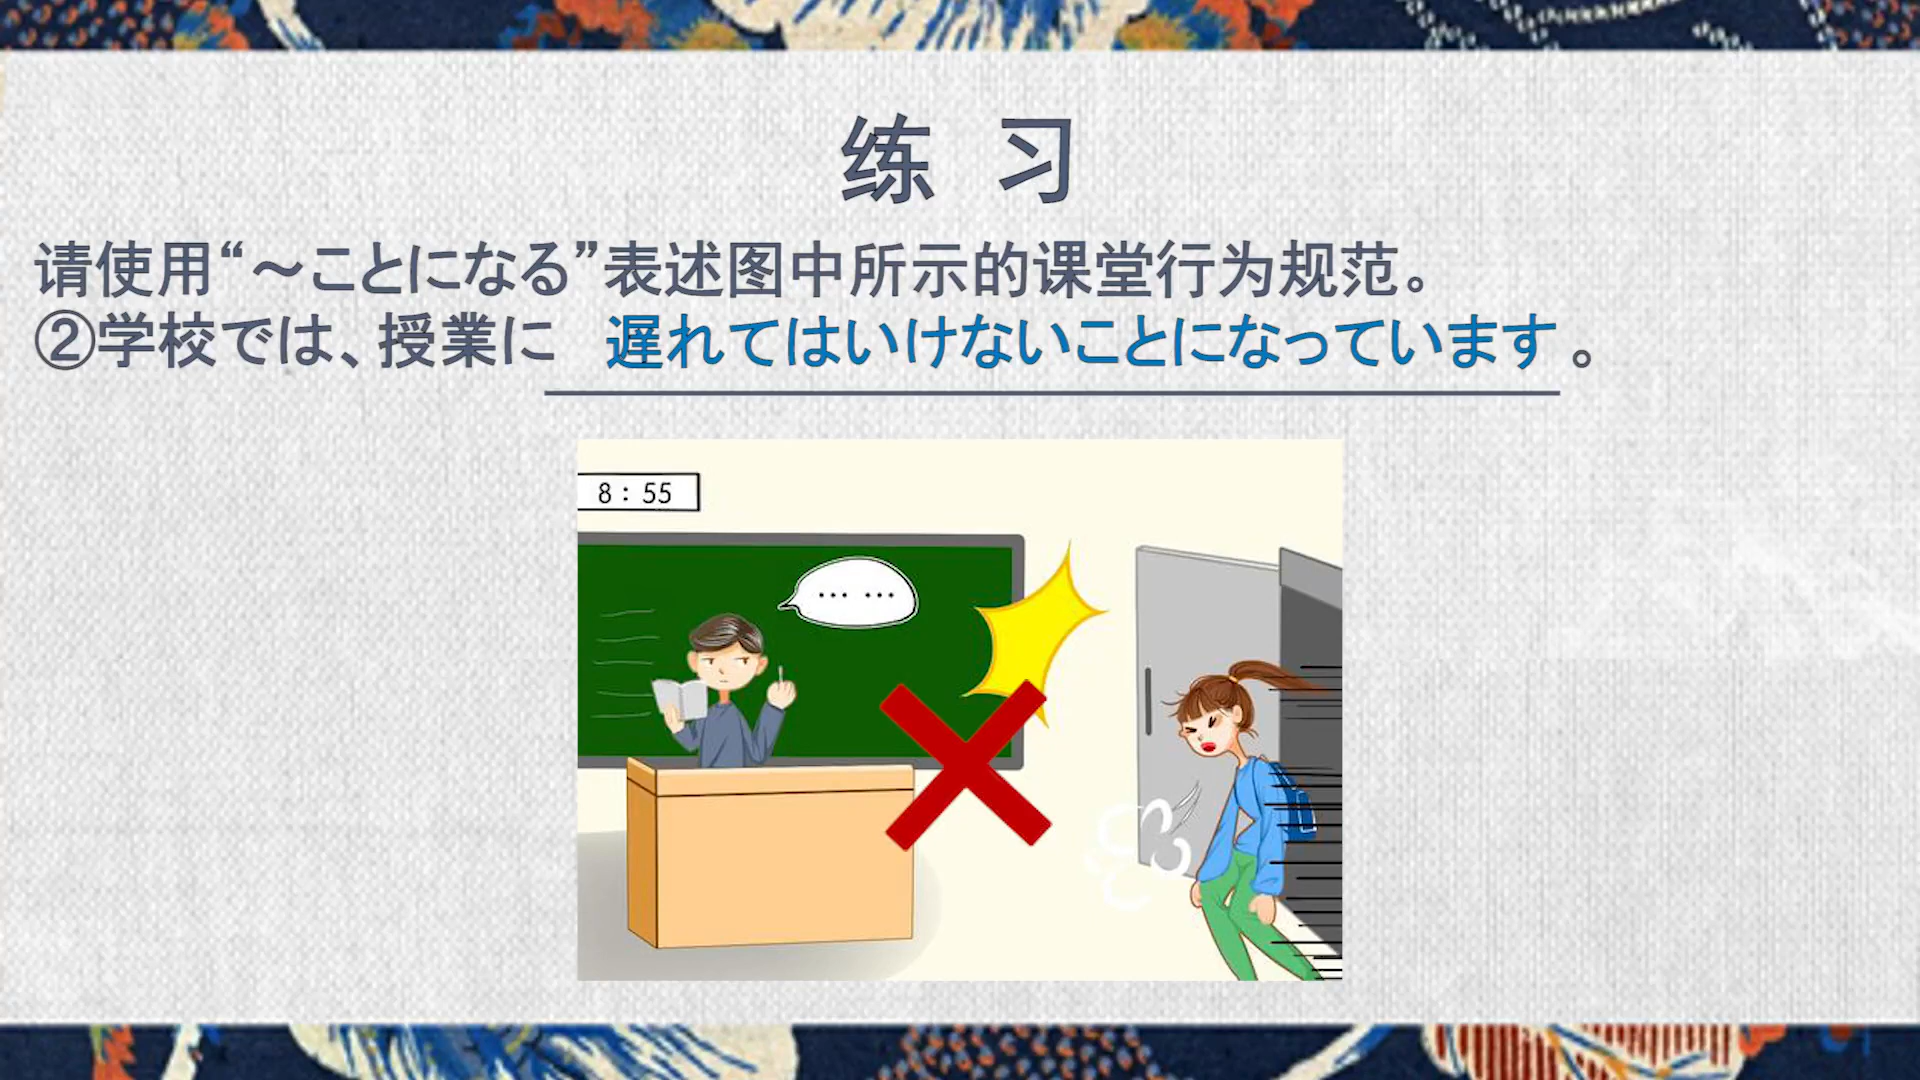 练 习
请使用“～ことになる”表述图中所示的课堂行为规范。
②学校では、授業に 遅れてはいけないことになっています。
8：55
… …